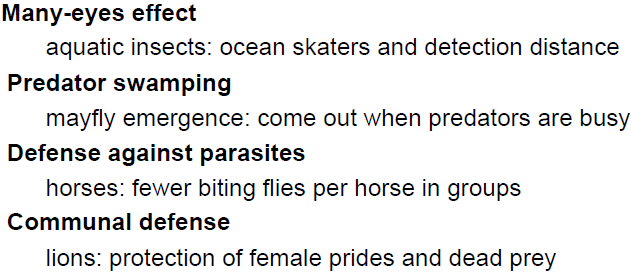 Many-eyes effect
aquatic insects: ocean skaters and detection distance
Predator swamping
mayfly emergence: come out when predators are busy
Defense against parasites
horses: fewer biting flies per horse in groups
Communal defense
lions: protection of female prides and dead prey